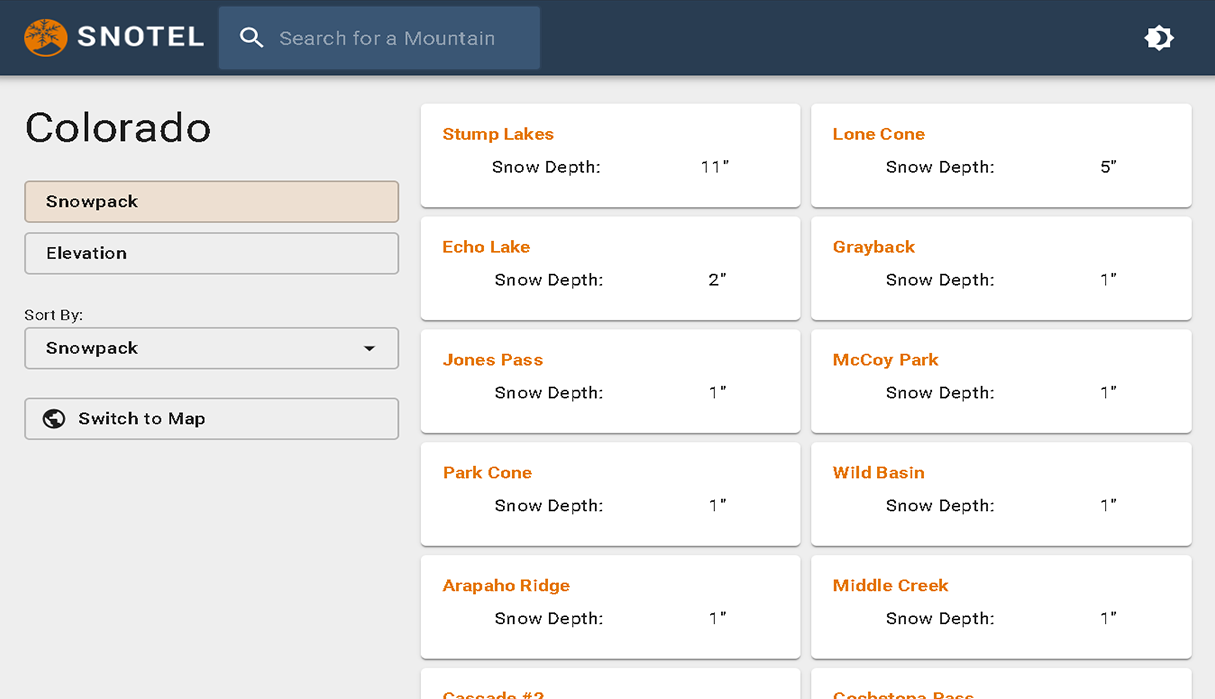 SNOTEL
Search for a Mountain
Colorado
Snowpack
Elevation
Sort By:
Snowpack
Switch to Map
Stump Lakes
Snow Depth: 11"
Lone Cone
Snow Depth: 5"
Echo Lake
Snow Depth: 2"
Grayback
Snow Depth: 1"
Jones Pass
Snow Depth: 1"
McCoy Park
Snow Depth: 1"
Park Cone
Snow Depth: 1"
Wild Basin
Snow Depth: 1"
Arapaho Ridge
Snow Depth: 1"
Middle Creek
Snow Depth: 1"
Cascade #2
Cochetopa Pass